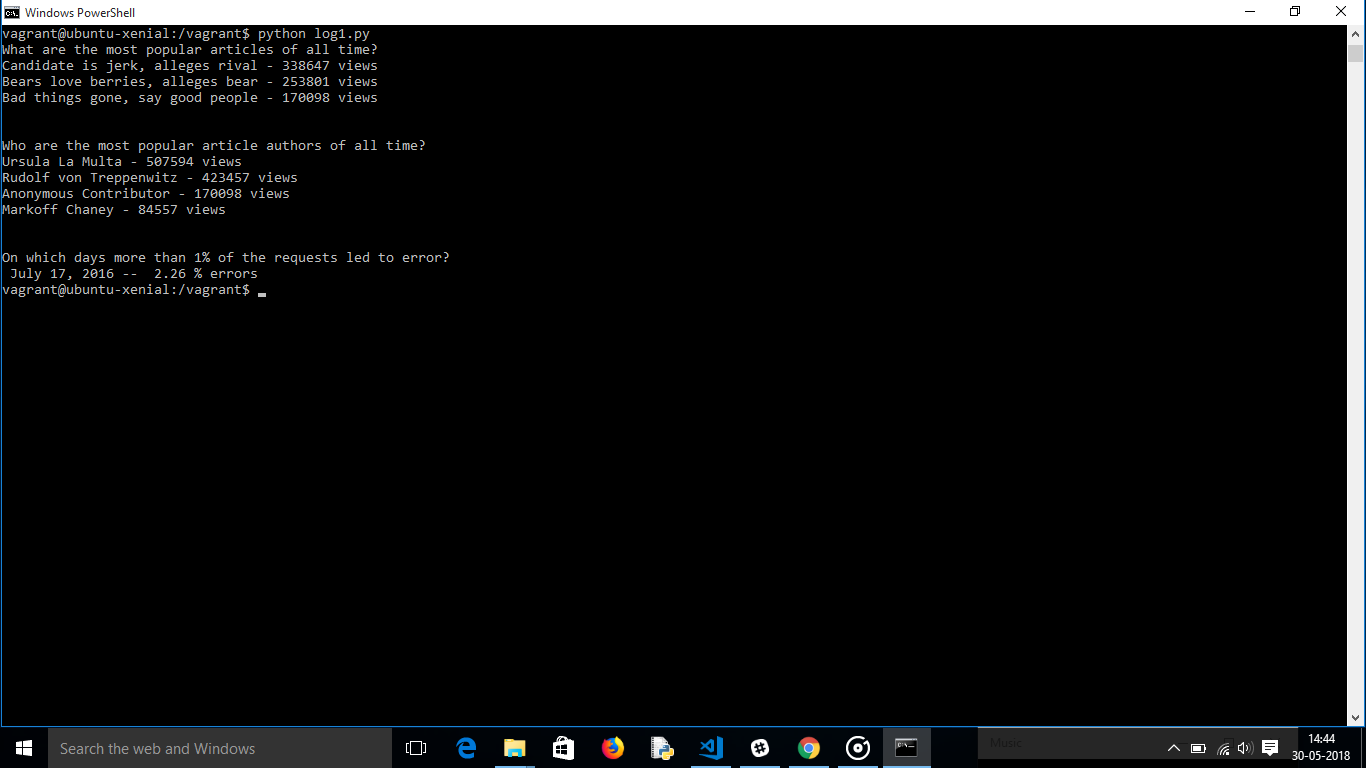 Windows PowerShell
vagrant@ubuntu-xenial:/vagrant$ python log1.py
What are the most popular articles of all time?
Candidate is jerk, alleges rival - 338647 views
Bears love berries, alleges bear - 253801 views
Bad things gone, say good people - 170098 views
Who are the most popular article authors of all time?
Ursula La Multa - 507594 views
Rudolf von Treppenwitz - 423457 views
Anonymous Contributor - 170098 views
Markoff Chaney - 84557 views
On which days more than 1% of the requests led to error?
July 17, 2016 --  2.26 % errors
vagrant@ubuntu-xenial:/vagrant$
Search the web and Windows
Music
14:44
30-05-2018